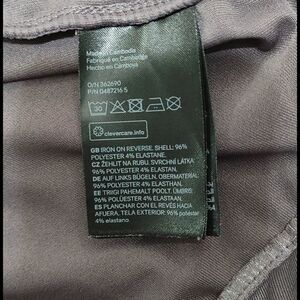 Made in Cambodia
Fabriqué en Cambodge
Hecho en Camboya
O/N 362690
P/N 0487216 5
30
clevercare.info
GB IRON ON REVERSE. SHELL: 96%
POLYESTER 4% ELASTANE.
CZ ŽEHLIT NA RUBU. SVRCHNÍ LÁTKA:
96% POLYESTER 4% ELASTAN.
DE AUF LINKS BÜGELN. OBERMATERIAL:
96% POLYESTER 4% ELASTHAN.
EE TRIIGI PAHEMALT POOLT. ÜMBRIS:
96% POLÜESTER 4% ELASTAAN.
ES PLANCHAR CON EL REVÉS HACIA
AFUERA. TELA EXTERIOR: 96% poliéster
4% elastano